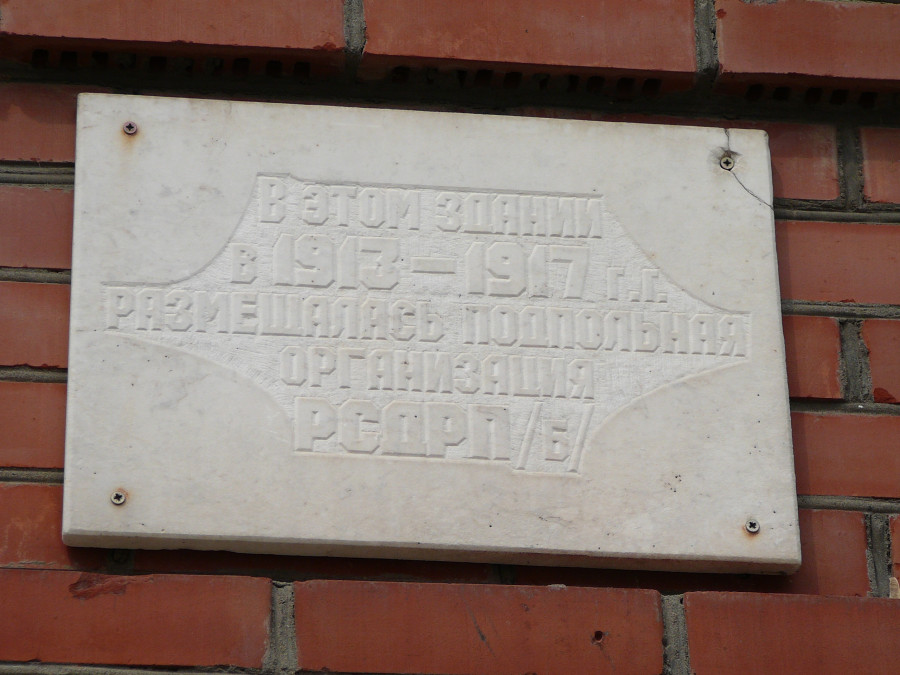 В ЭТОМ ЗДАНИИ
В 1913 — 1917 Г.Г.
РАЗМЕЩАЛАСЬ ПОДПОЛЬНАЯ
ОРГАНИЗАЦИЯ
РСДРП/Б/